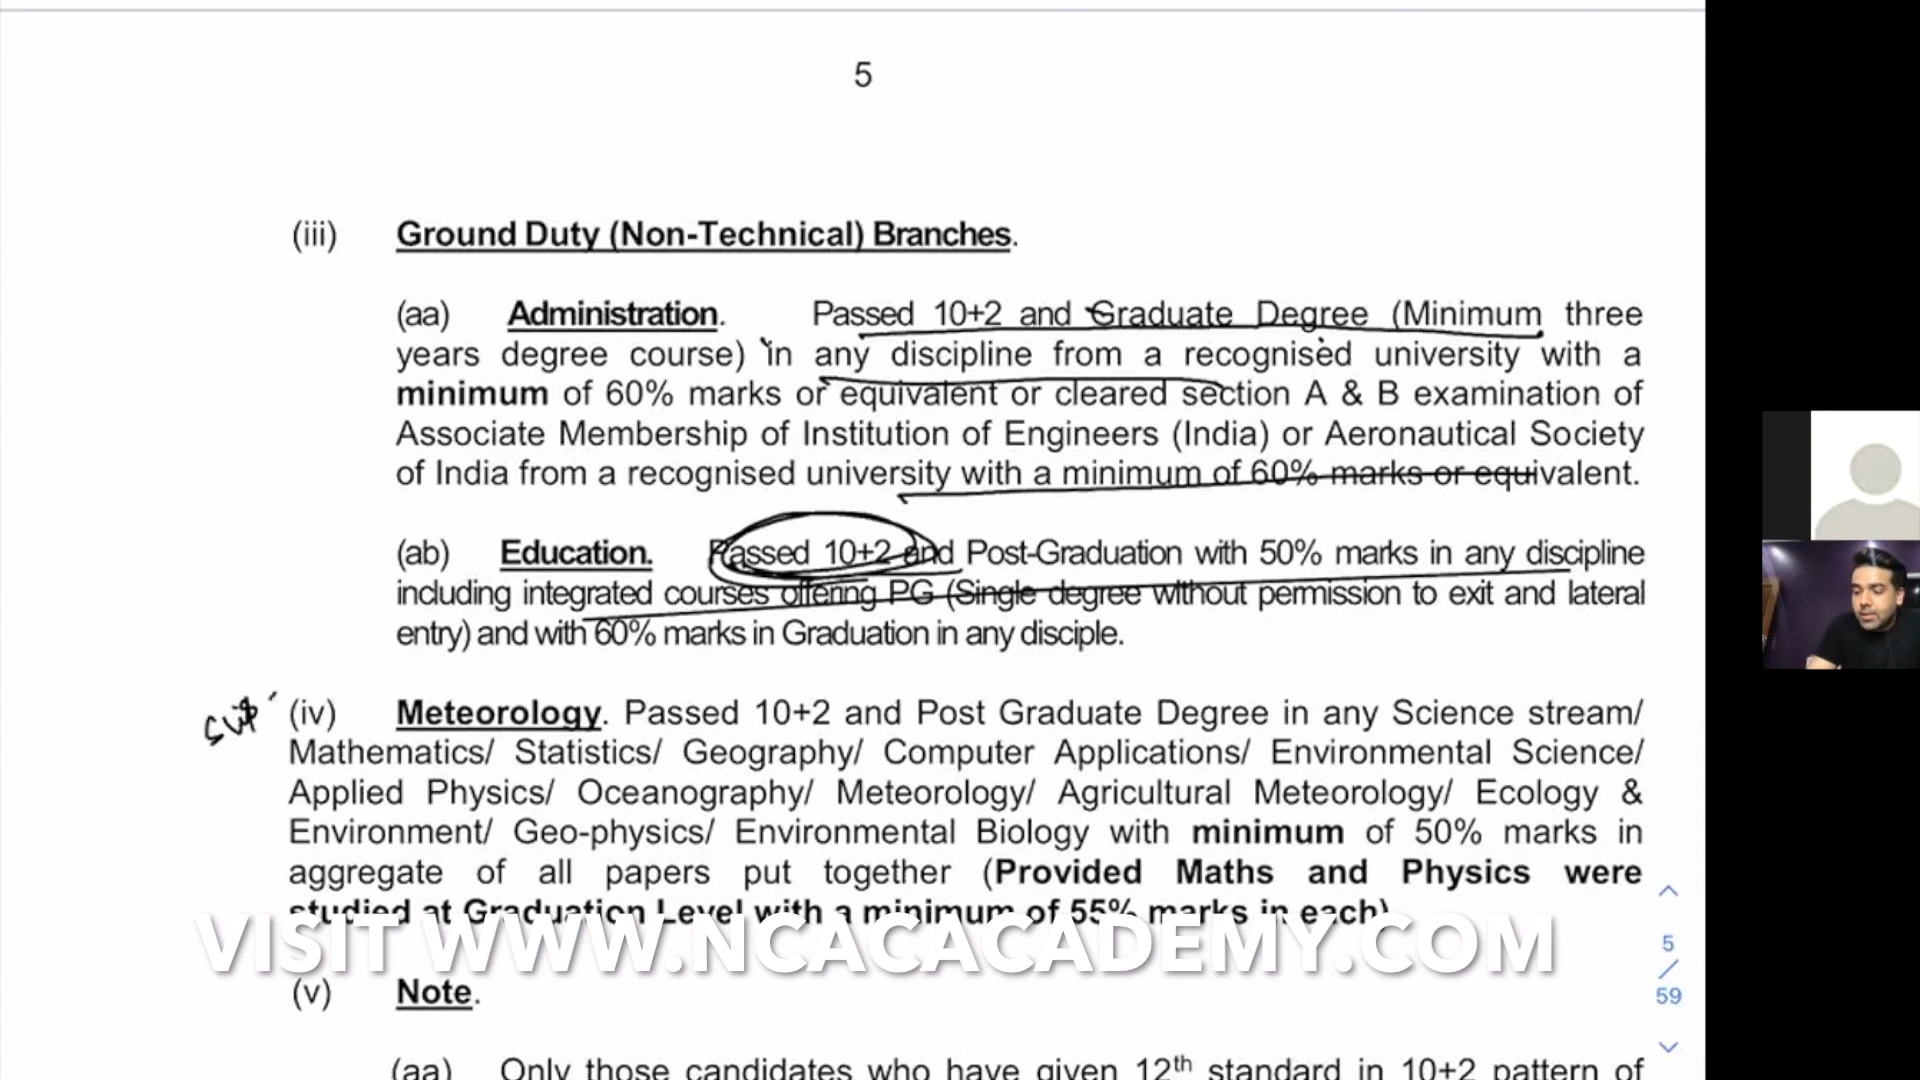 5
(iii) Ground Duty (Non-Technical) Branches.
(aa) Administration. Passed 10+2 and Graduate Degree (Minimum three
years degree course) in any discipline from a recognised university with a
minimum of 60% marks or equivalent or cleared section A & B examination of
Associate Membership of Institution of Engineers (India) or Aeronautical Society
of India from a recognised university with a minimum of 60% marks or equivalent.
(ab) Education. Passed 10+2 and Post-Graduation with 50% marks in any discipline
including integrated courses offering PG (Single degree without permission to exit and lateral
entry) and with 60% marks in Graduation in any disciple.
(iv) Meteorology. Passed 10+2 and Post Graduate Degree in any Science stream/
Mathematics/ Statistics/ Geography/ Computer Applications/ Environmental Science/
Applied Physics/ Oceanography/ Meteorology/ Agricultural Meteorology/ Ecology &
Environment/ Geo-physics/ Environmental Biology with minimum of 50% marks in
aggregate of all papers put together (Provided Maths and Physics were
studied at Graduation Level with a minimum of 55% marks in each)
VISIT WWW.NCACACADEMY.COM
(v) Note.
(aa) Only those candidates who have given 12th standard in 10+2 pattern of
5
/
59